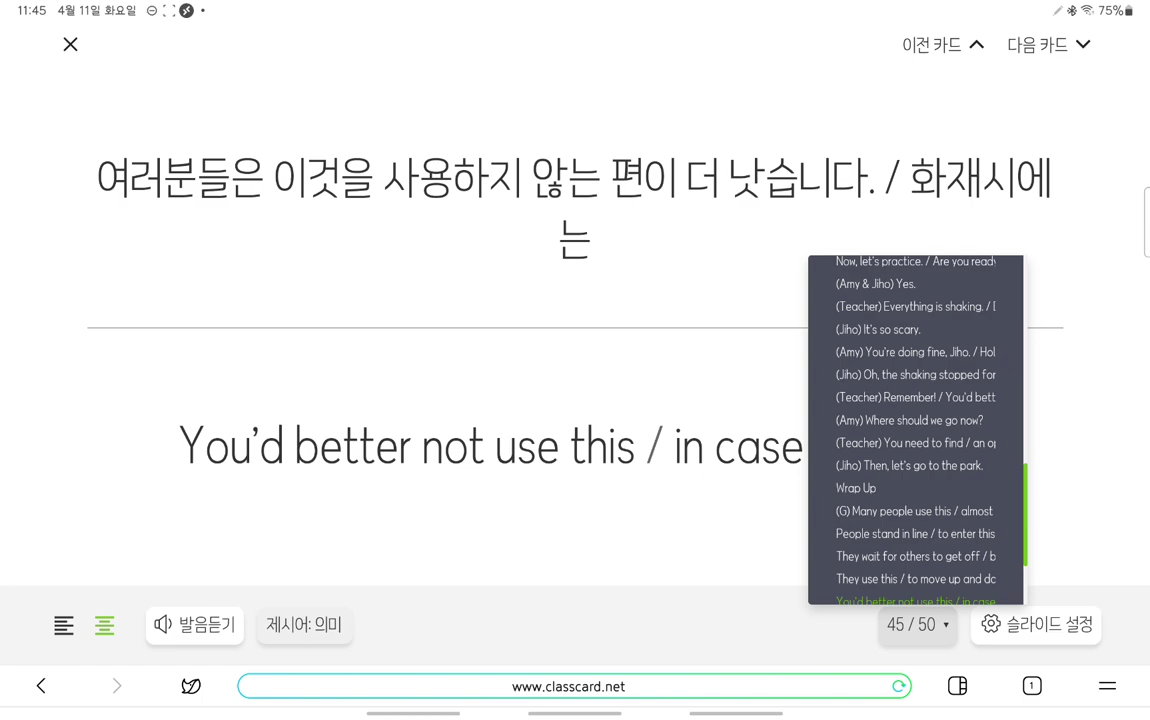 11:45 4월 11일 화요일
75%
이전 카드 다음 카드
여러분들은 이것을 사용하지 않는 편이 더 낫습니다. / 화재시에
는
You'd better not use this / in case
Now, let's practice. / Are you ready
(Amy & Jiho) Yes.
(Teacher) Everything is shaking. /
(Jiho) It's so scary.
(Amy) You're doing fine, Jiho. / Hol
(Jiho) Oh, the shaking stopped for
(Teacher) Remember! / You'd bett
(Amy) Where should we go now?
(Teacher) You need to find / an op
(Jiho) Then, let's go to the park.
Wrap Up
(G) Many people use this / almost
People stand in line / to enter this
They wait for others to get off / b
They use this / to move up and do
You'd better not use this / in case
발음듣기
제시어: 의미
45 / 50
슬라이드 설정
www.classcard.net
1